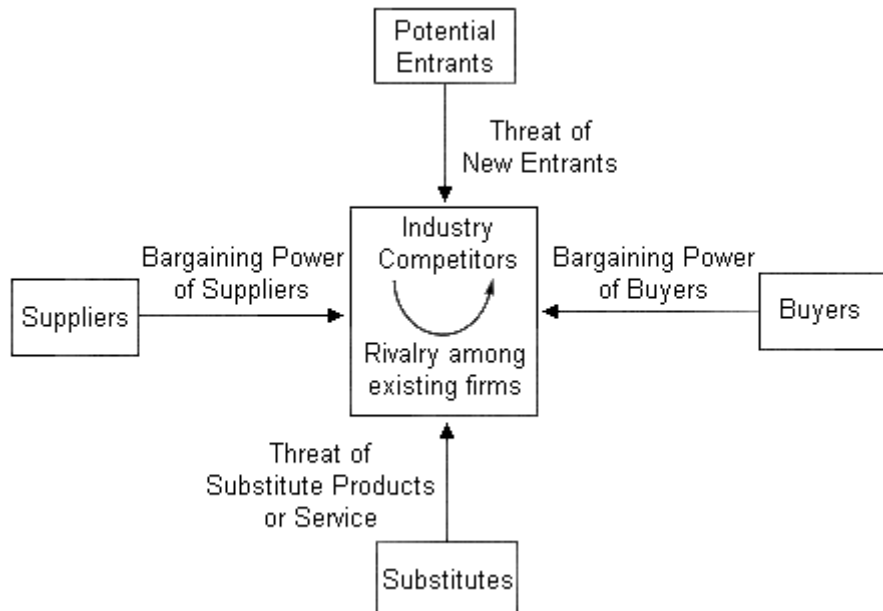 Potential
Entrants
Threat of
New Entrants
Industry
Competitors
Bargaining Power
of Suppliers
Bargaining Power
of Buyers
Suppliers
Buyers
Rivalry among
existing firms
Threat of
Substitute Products
or Service
Substitutes